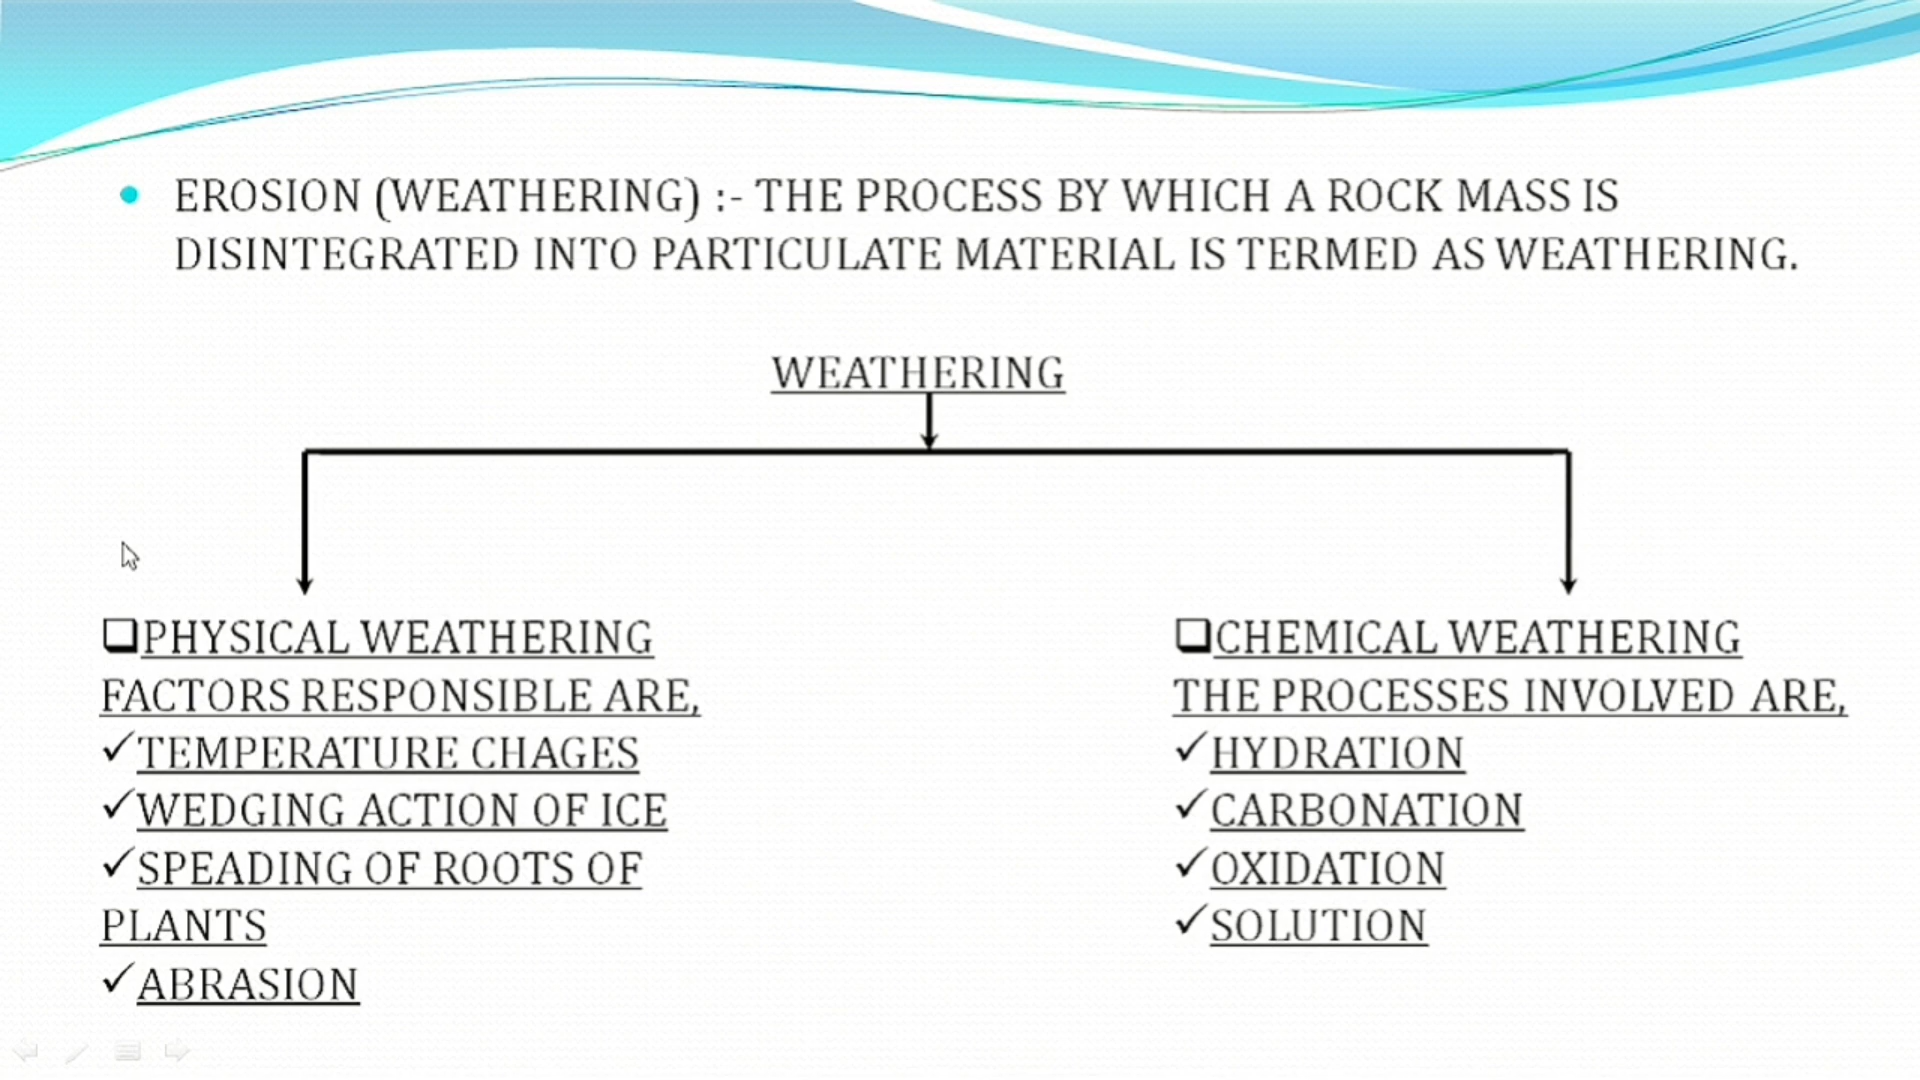 EROSION (WEATHERING) :- THE PROCESS BY WHICH A ROCK MASS IS
DISINTEGRATED INTO PARTICULATE MATERIAL IS TERMED AS WEATHERING.
WEATHERING
PHYSICAL WEATHERING
FACTORS RESPONSIBLE ARE,
TEMPERATURE CHAGES
WEDGING ACTION OF ICE
SPEADING OF ROOTS OF
PLANTS
ABRASION
CHEMICAL WEATHERING
THE PROCESSES INVOLVED ARE,
HYDRATION
CARBONATION
OXIDATION
SOLUTION